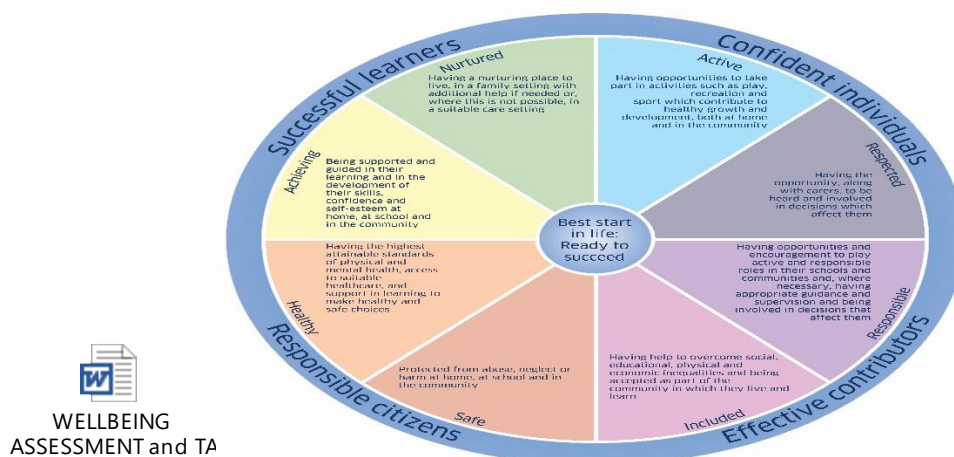 Successful learners
Confident individuals
Nurtured
Having a nurturing place to
live, in a family setting with
additional help if needed or,
where this is not possible, in
a suitable care setting
Active
Having opportunities to take
part in activities such as play,
recreation and
sport which contribute to
healthy growth and
development, both at home
and in the community
Achieving
Being supported and
guided in their
learning and in the
development of
their skills,
confidence and
self-esteem at
home, at school and
in the community
Respected
Having the
opportunity, along
with carers, to be
heard and involved
in decisions which
affect them
Best start
in life:
Ready to
succeed
Healthy
Having the highest
attainable standards
of physical and
mental health, access
to suitable
healthcare, and
support in learning to
make healthy and
safe choices
Responsible
Having opportunities and
encouragement to play
active and responsible
roles in their schools and
communities and, where
necessary, having
appropriate guidance and
supervision and being
involved in decisions that
affect them
Safe
Protected from abuse, neglect or
harm at home, at school and in
the community
Included
Having help to overcome social,
educational, physical and
economic inequalities and being
accepted as part of the
community in which they live and
learn
Responsible citizens
Effective contributors
W
WELLBEING
ASSESSMENT and TA